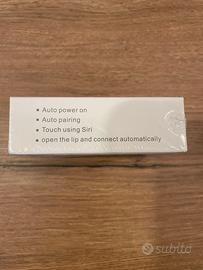 • Auto power on
• Auto pairing
• Touch using Siri
• open the lip and connect automatically
subito